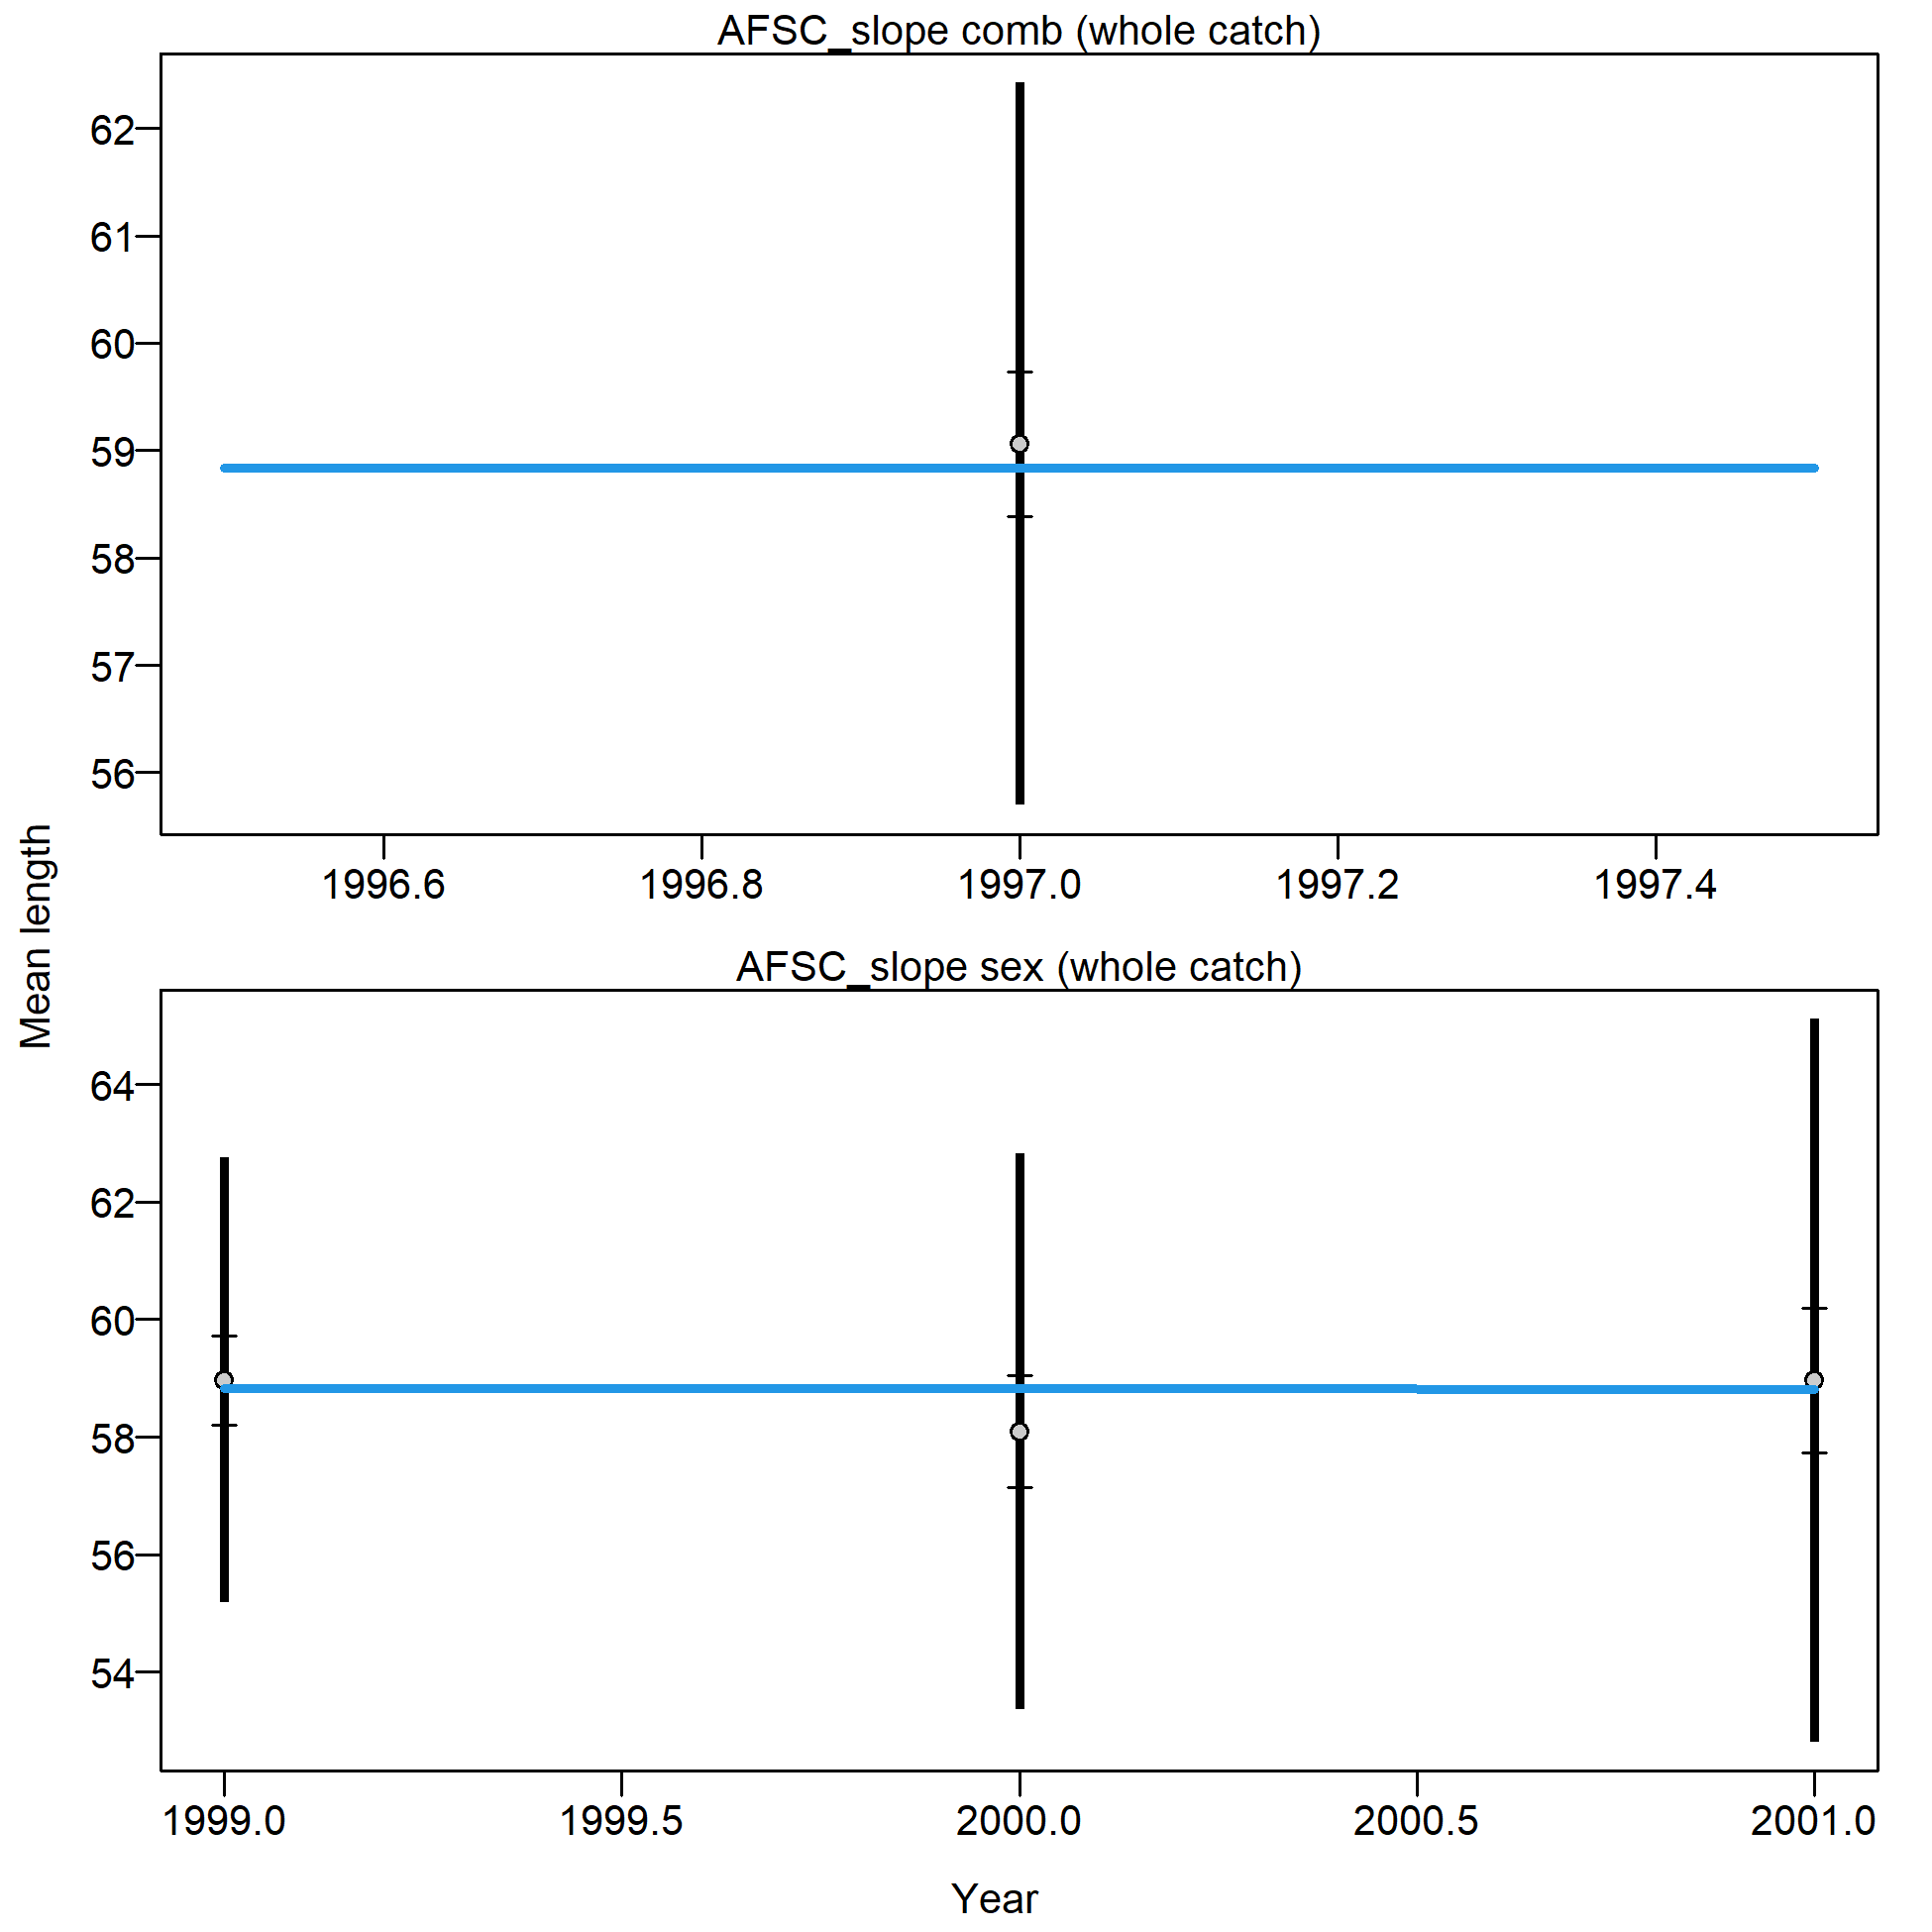 AFSC_slope comb (whole catch)
62
61
60
59
58
57
56
1996.6 1996.8 1997.0 1997.2 1997.4
Mean length
AFSC_slope sex (whole catch)
64
62
60
58
56
54
1999.0 1999.5 2000.0 2000.5 2001.0
Year